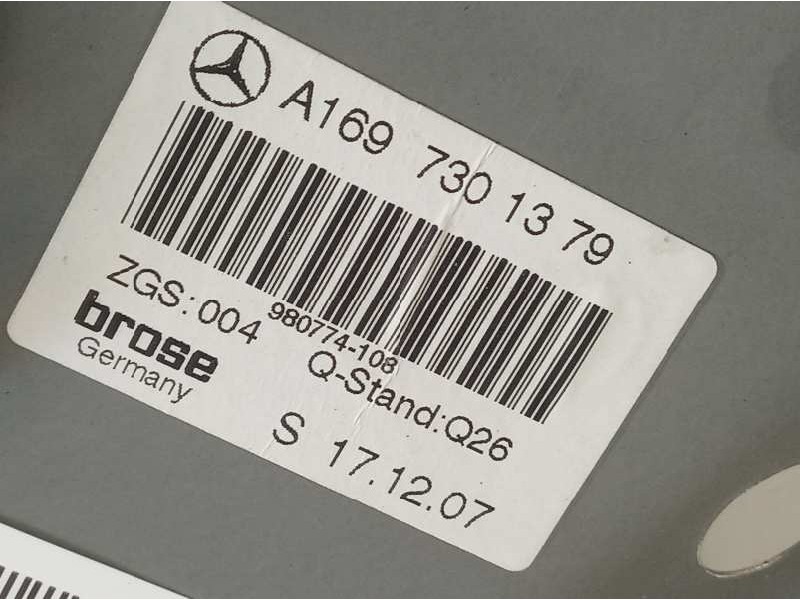 A169 730 13 79
980774-108
ZGS:004
Q-Stand:Q26
brose
Germany
S 17.12.07